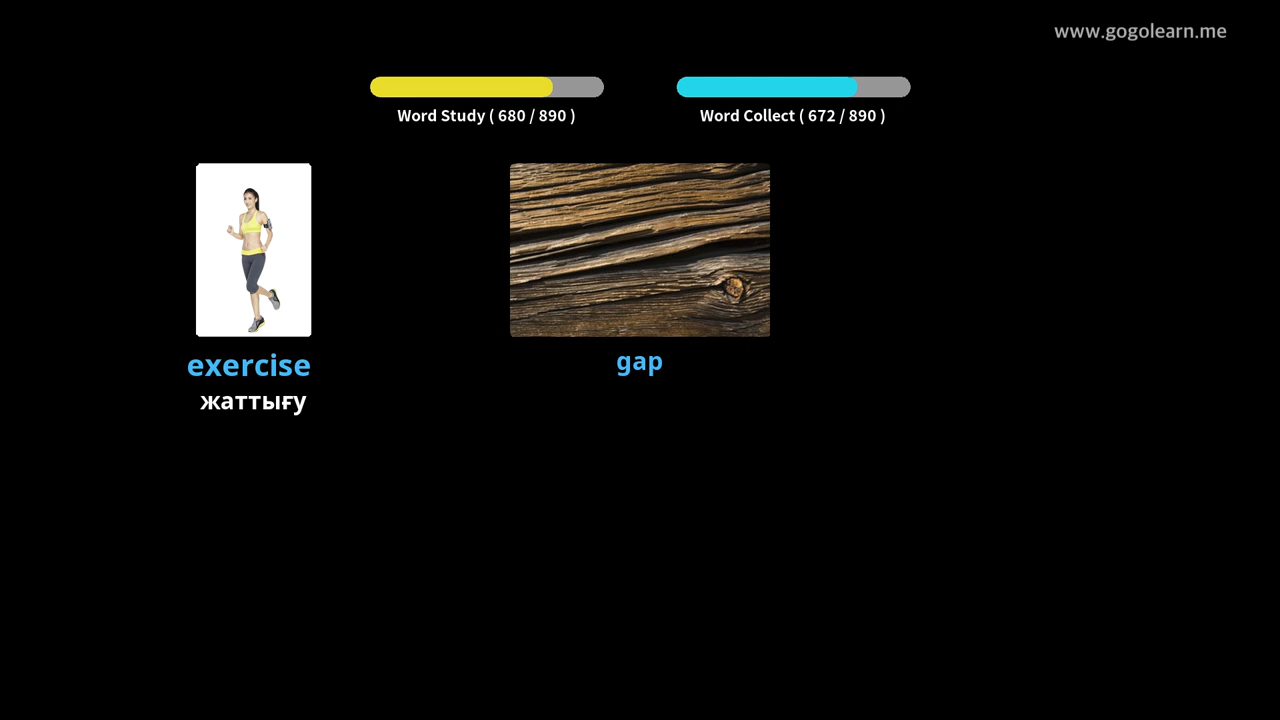 www.gogolearn.me
Word Study ( 680 / 890 )
Word Collect ( 672 / 890 )
exercise
жаттығу
gap